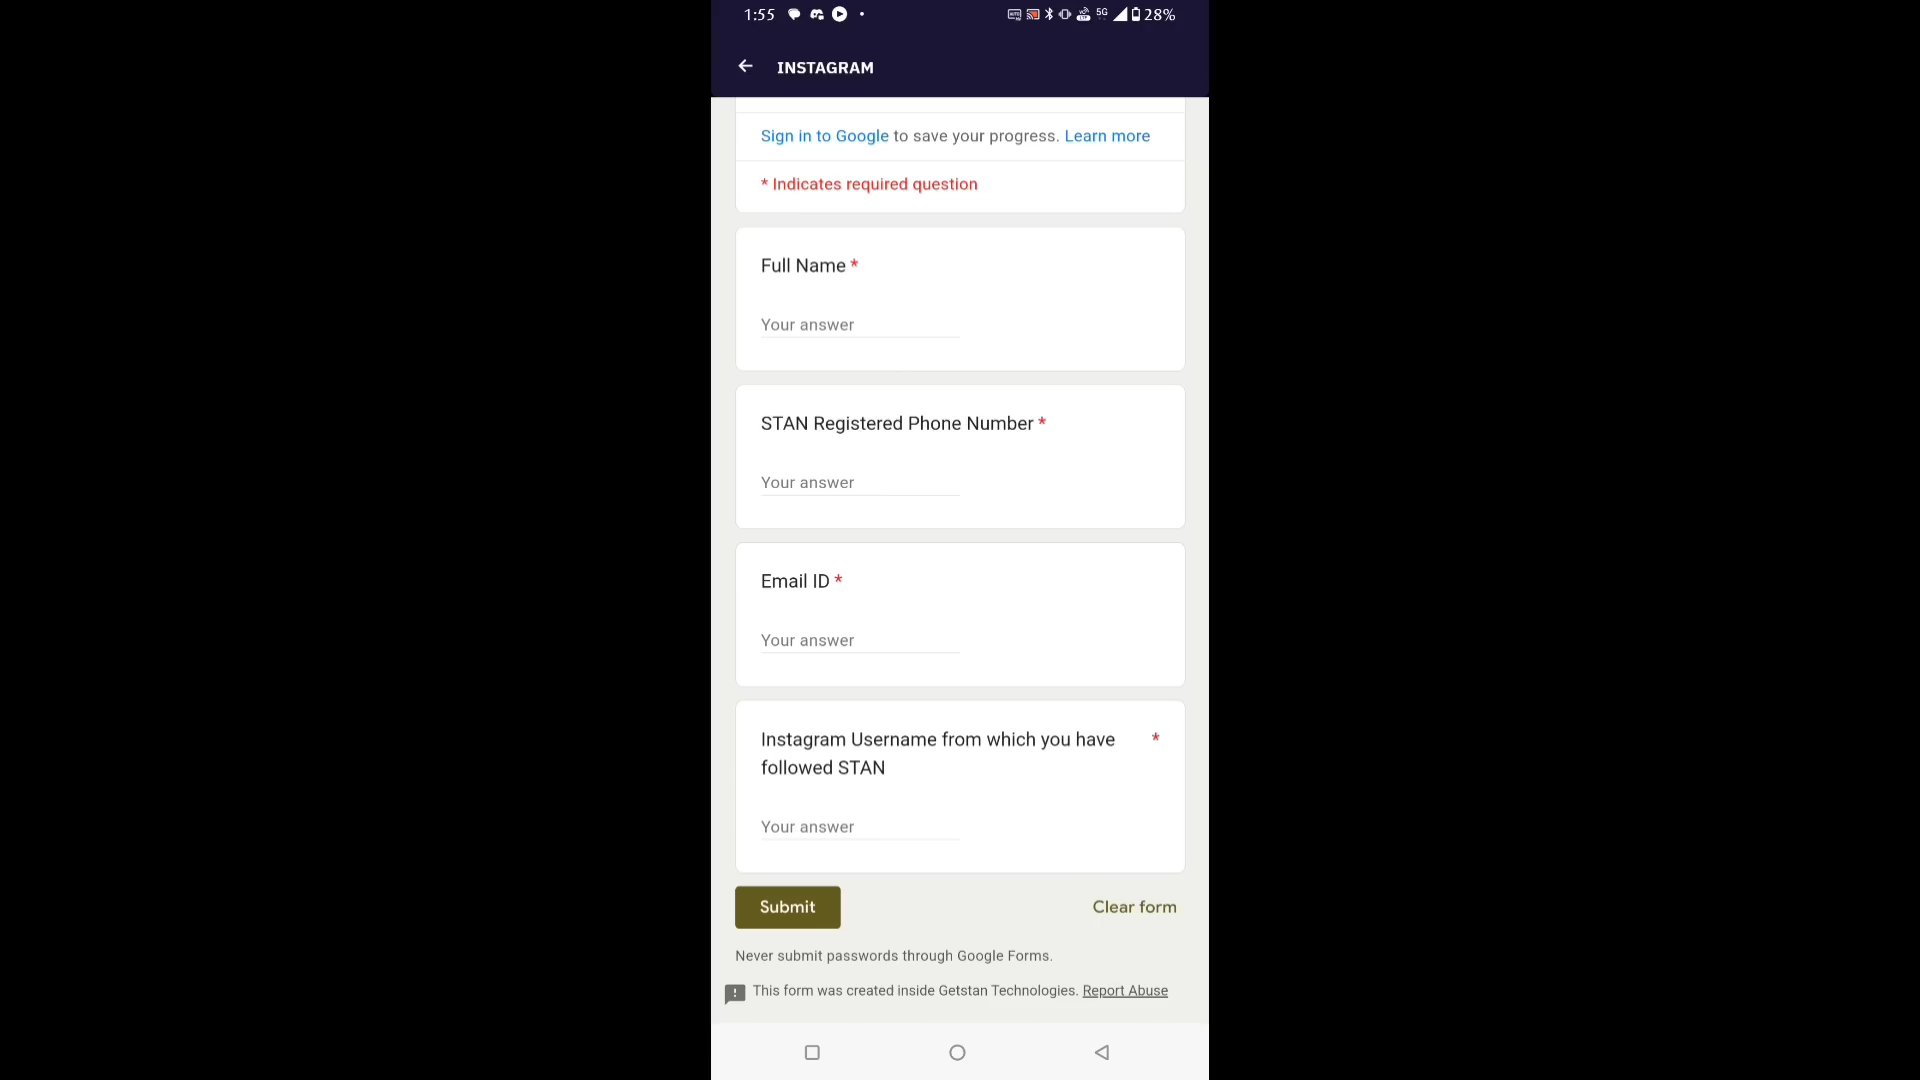 1:55
5G
28%
INSTAGRAM
Sign in to Google to save your progress. Learn more
* Indicates required question
Full Name *
Your answer
STAN Registered Phone Number *
Your answer
Email ID *
Your answer
Instagram Username from which you have *
followed STAN
Your answer
Submit
Clear form
Never submit passwords through Google Forms.
This form was created inside Getstan Technologies. Report Abuse